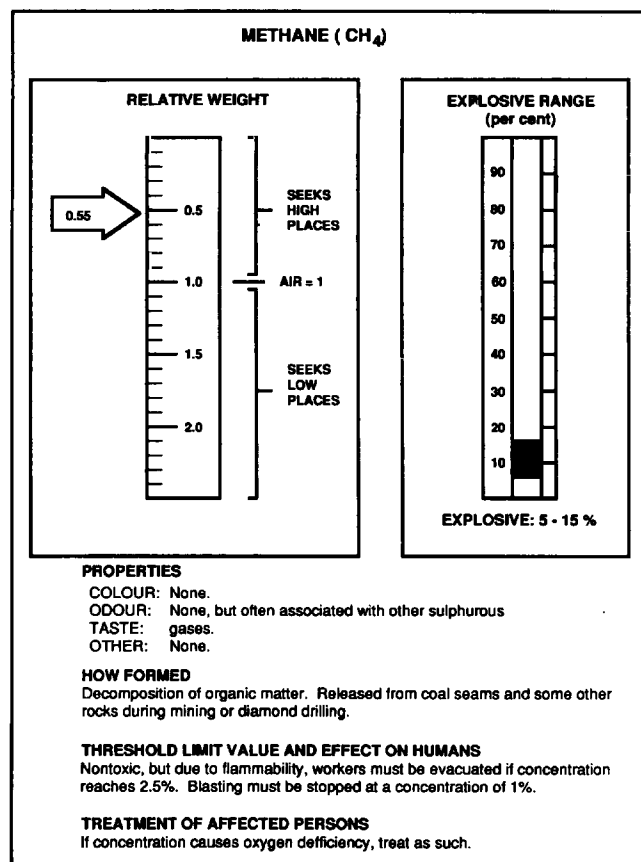 METHANE ( CH4)
RELATIVE WEIGHT
0.55
0.5
1.0
1.5
2.0
SEEKS
HIGH
PLACES
AIR = 1
SEEKS
LOW
PLACES
EXPLOSIVE RANGE
(per cent)
90
80
70
60
50
40
30
20
10
EXPLOSIVE: 5 - 15 %
PROPERTIES
COLOUR: None.
ODOUR: None, but often associated with other sulphurous
TASTE: gases.
OTHER: None.
HOW FORMED
Decomposition of organic matter. Released from coal seams and some other
rocks during mining or diamond drilling.
THRESHOLD LIMIT VALUE AND EFFECT ON HUMANS
Nontoxic, but due to flammability, workers must be evacuated if concentration
reaches 2.5%. Blasting must be stopped at a concentration of 1%.
TREATMENT OF AFFECTED PERSONS
If concentration causes oxygen defficiency, treat as such.